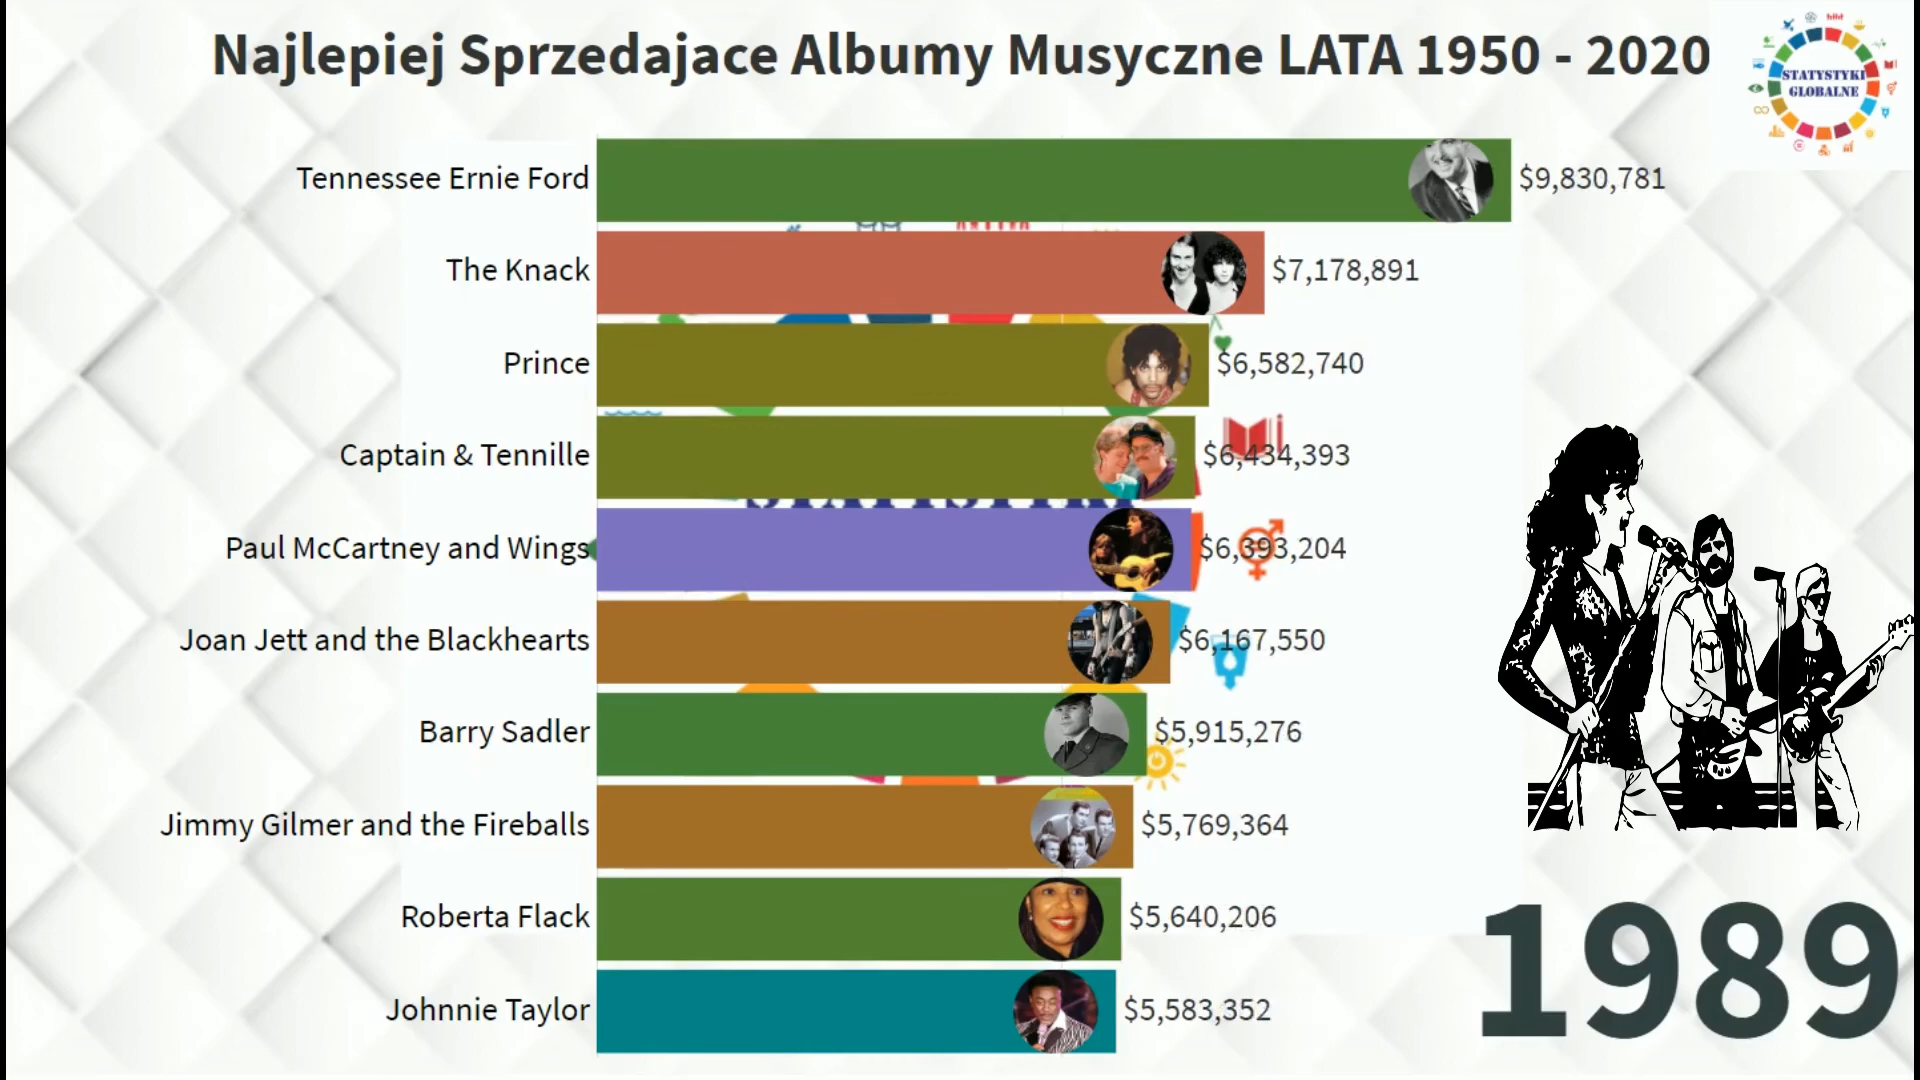 Najlepiej Sprzedajace Albumy Musyczne LATA 1950 - 2020
STATYSTYKI
GLOBALNE
Tennessee Ernie Ford $9,830,781
The Knack $7,178,891
Prince $6,582,740
Captain & Tennille $6,434,393
Paul McCartney and Wings $6,393,204
Joan Jett and the Blackhearts $6,167,550
Barry Sadler $5,915,276
Jimmy Gilmer and the Fireballs $5,769,364
Roberta Flack $5,640,206
Johnnie Taylor $5,583,352
1989